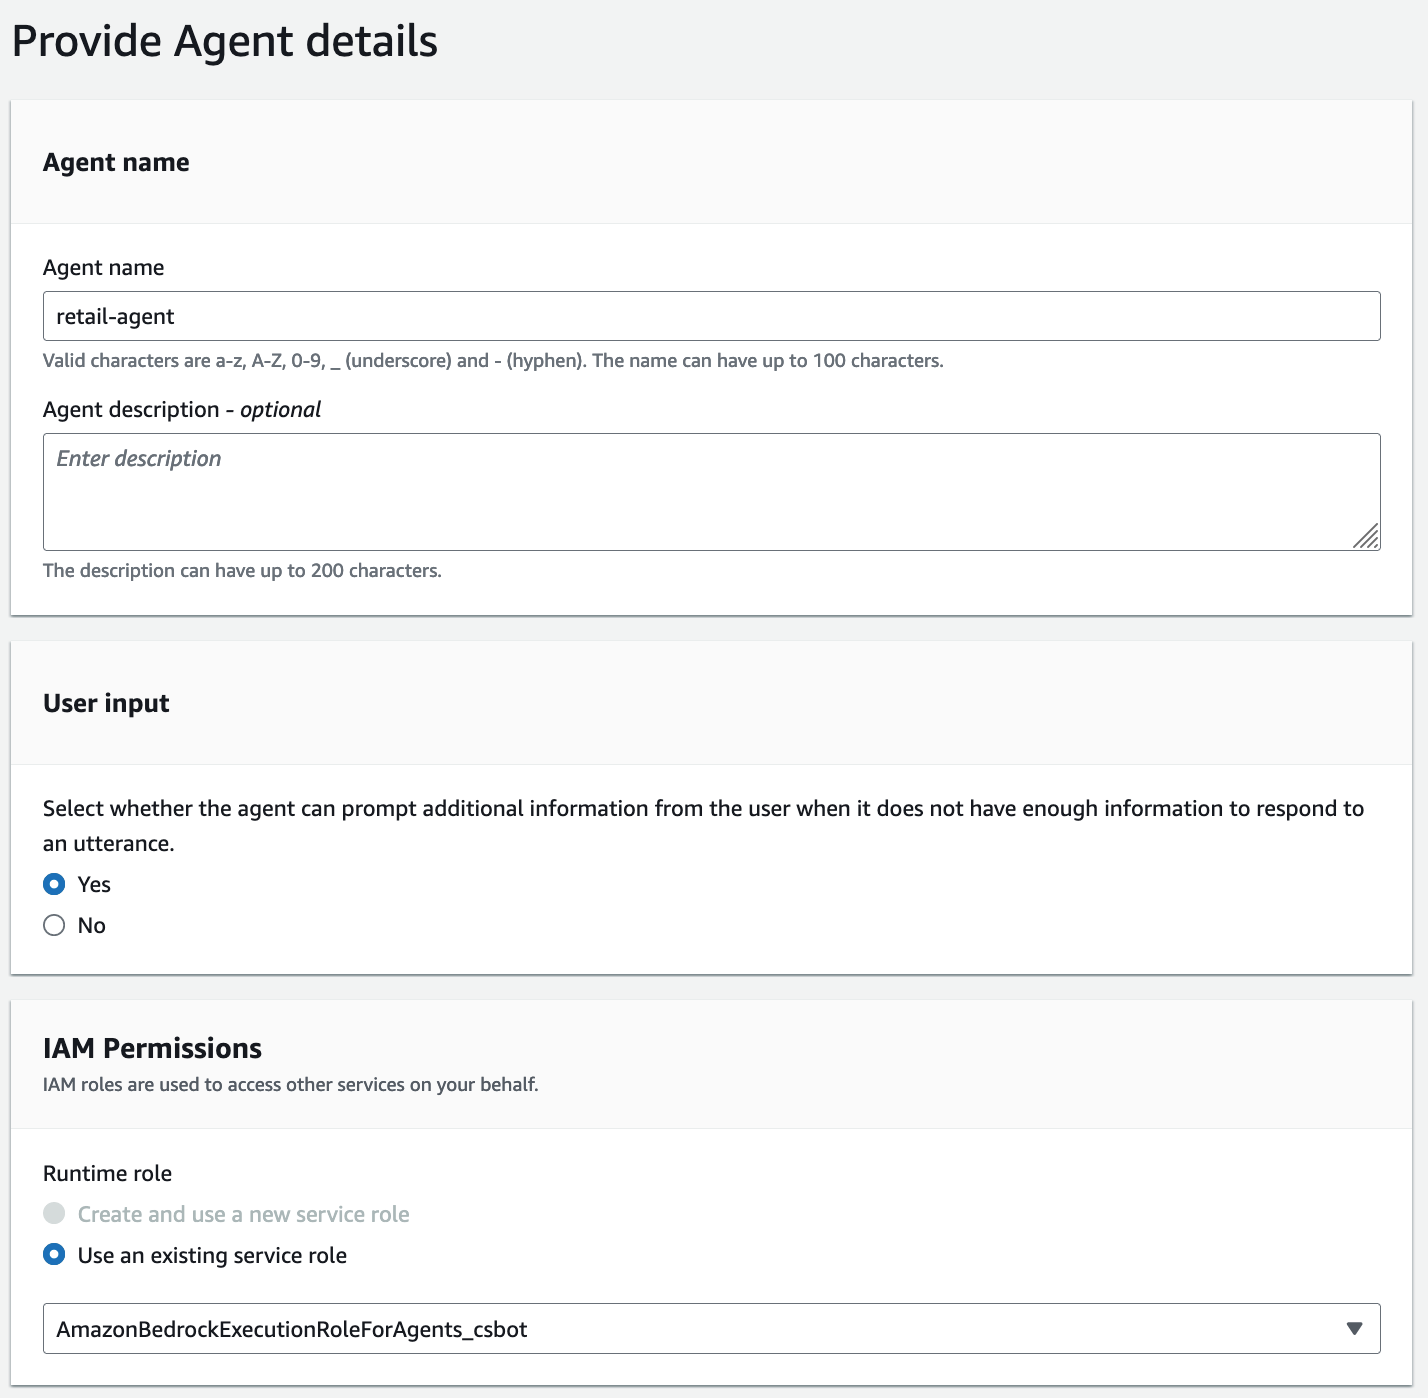 Provide Agent details
Agent name
Agent name
retail-agent
Valid characters are a-z, A-Z, 0-9, _ (underscore) and - (hyphen). The name can have up to 100 characters.
Agent description - optional
Enter description
The description can have up to 200 characters.
User input
Select whether the agent can prompt additional information from the user when it does not have enough information to respond to
an utterance.
Yes
No
IAM Permissions
IAM roles are used to access other services on your behalf.
Runtime role
Create and use a new service role
Use an existing service role
AmazonBedrockExecutionRoleForAgents_csbot